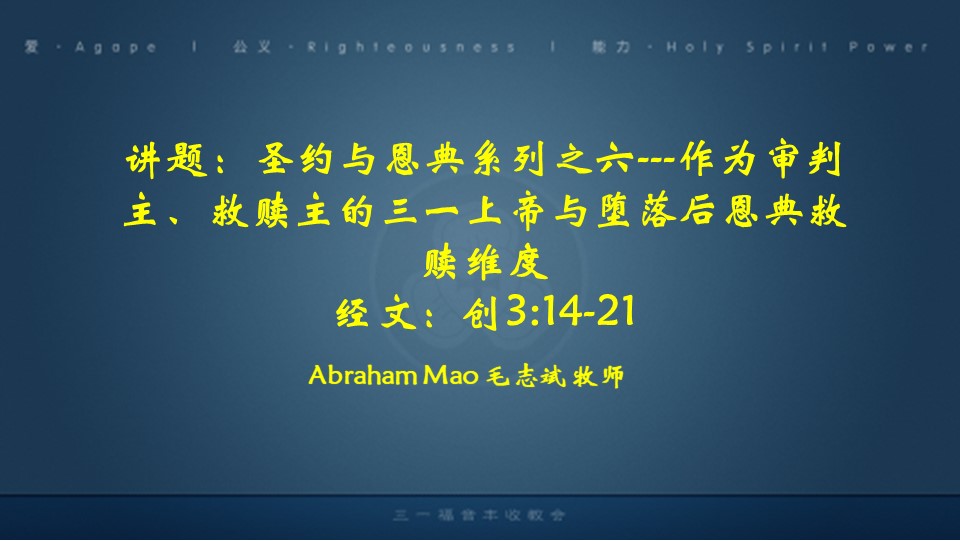 爱 · Agape | 公义 · Righteousness | 能力 · Holy Spirit Power
讲题：圣约与恩典系列之六---作为审判
主、救赎主的三一上帝与堕落后恩典救
赎维度
经文：创3:14-21
Abraham Mao 毛志斌 牧师
三一福音丰收教会